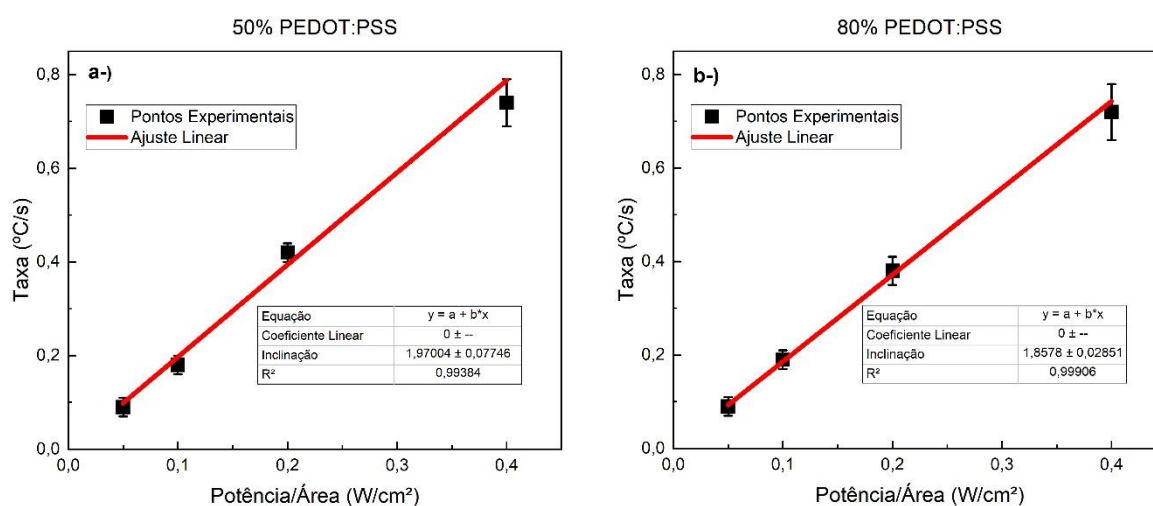 50% PEDOT:PSS
a-)
Pontos Experimentais
Ajuste Linear
Taxa (ºC/s)
0,8
0,6
0,4
0,2
0,0
Equação y = a + b*x
Coeficiente Linear 0 ± --
Inclinação 1,97004 ± 0,07746
R² 0,99384
0,0 0,1 0,2 0,3 0,4
Potência/Área (W/cm²)
80% PEDOT:PSS
b-)
Pontos Experimentais
Ajuste Linear
Taxa (ºC/s)
0,8
0,6
0,4
0,2
0,0
Equação y = a + b*x
Coeficiente Linear 0 ± --
Inclinação 1,8578 ± 0,02851
R² 0,99906
0,0 0,1 0,2 0,3 0,4
Potência/Área (W/cm²)